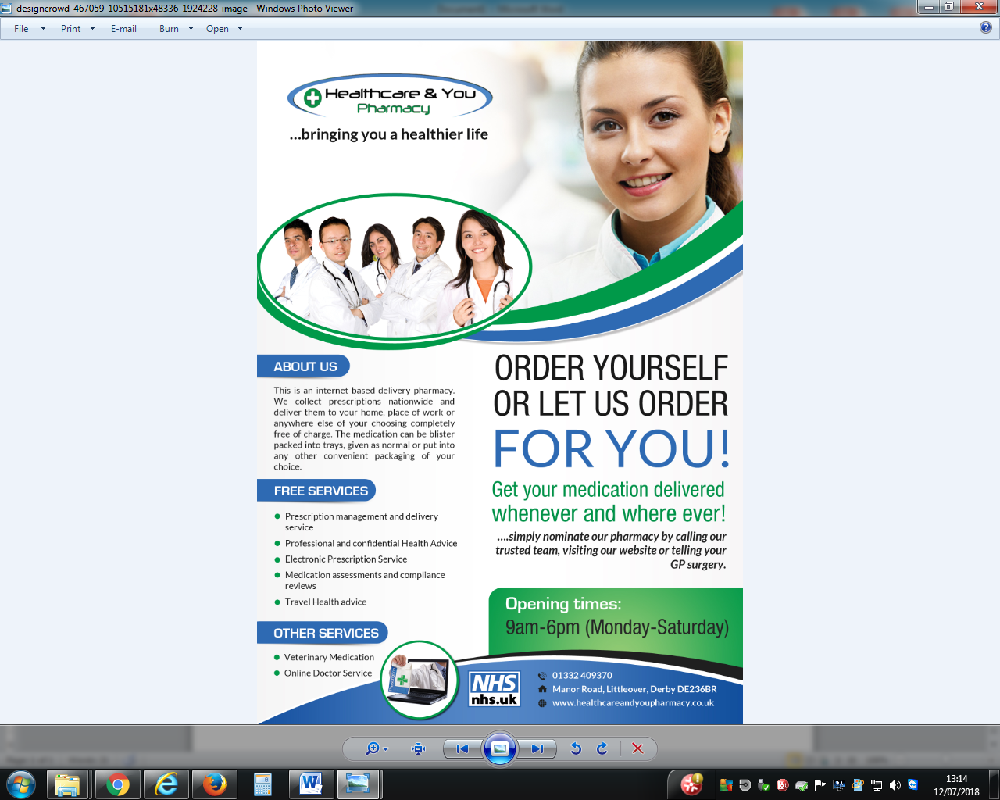 designcrowd_467059_10515181x48336_1924228_image - Windows Photo Viewer
File Print E-mail Burn Open
Healthcare & You
Pharmacy
...bringing you a healthier life
ABOUT US
This is an internet based delivery pharmacy.
We collect prescriptions nationwide and
deliver them to your home, place of work or
anywhere else of your choosing completely
free of charge. The medication can be blister
packed into trays, given as normal or put into
any other convenient packaging of your
choice.
FREE SERVICES
Prescription management and delivery
service
Professional and confidential Health Advice
Electronic Prescription Service
Medication assessments and compliance
reviews
Travel Health advice
OTHER SERVICES
Veterinary Medication
Online Doctor Service
ORDER YOURSELF
OR LET US ORDER
FOR YOU!
Get your medication delivered
whenever and where ever!
....simply nominate our pharmacy by calling our
trusted team, visiting our website or telling your
GP surgery.
Opening times:
9am-6pm (Monday-Saturday)
NHS
nhs.uk
01332 409370
Manor Road, Littleover, Derby DE236BR
www.healthcareandyoupharmacy.co.uk
13:14
12/07/2018